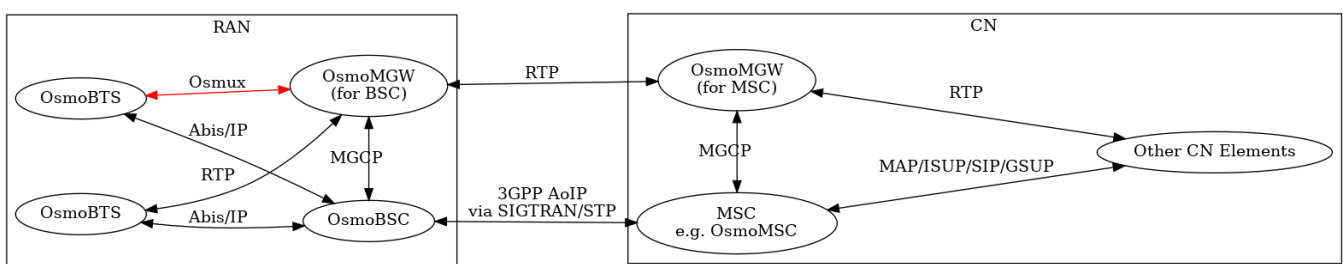 RAN
CN
OsmoBTS
Osmux
OsmoMGW
(for BSC)
RTP
OsmoMGW
(for MSC)
RTP
Abis/IP
MGCP
RTP
MGCP
Other CN Elements
MAP/ISUP/SIP/GSUP
OsmoBTS
Abis/IP
OsmoBSC
3GPP AoIP
via SIGTRAN/STP
MSC
e.g. OsmoMSC